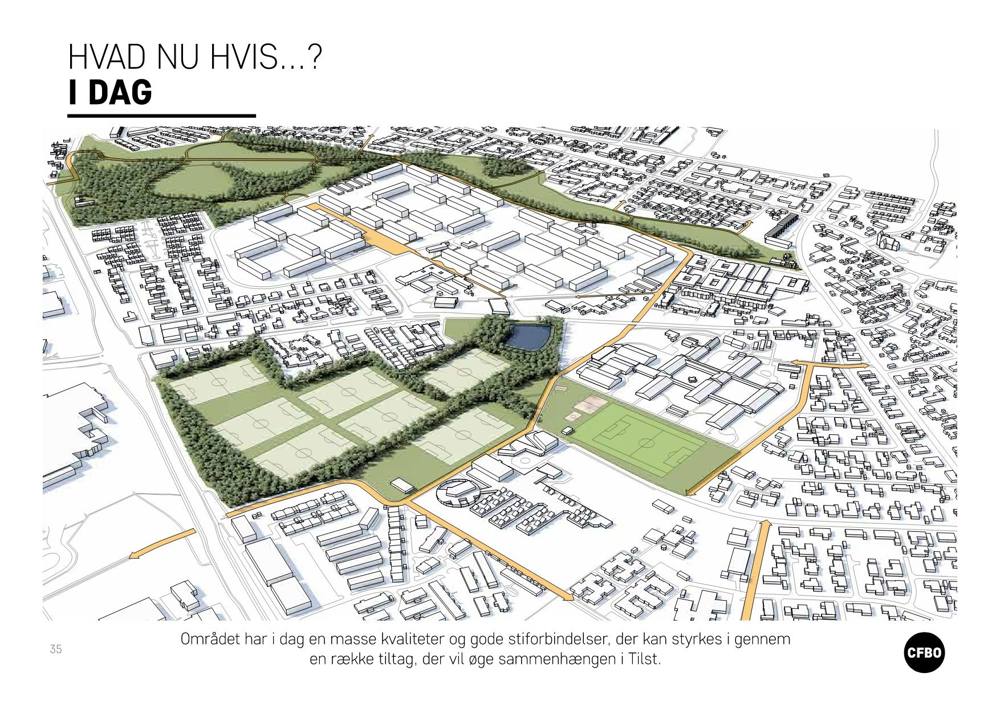 HVAD NU HVIS...?
I DAG
Området har i dag en masse kvaliteter og gode stiforbindelser, der kan styrkes i gennem
en række tiltag, der vil øge sammenhængen i Tilst.
35
CFBO